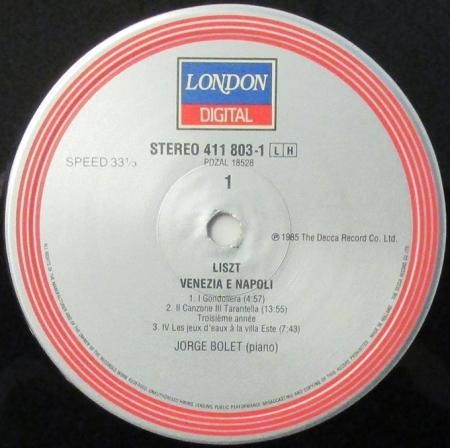 LONDON
DIGITAL
STEREO 411 803-1 L H
PDZAL 18528
SPEED 33⅓
1
℗ 1985 The Decca Record Co. Ltd.
LISZT
VENEZIA E NAPOLI
1. I Gondoliera (4:57)
2. II Canzone III Tarantella (13:55)
Troisième année
3. IV Les jeux d'eaux à la villa Este (7:43)
JORGE BOLET (piano)